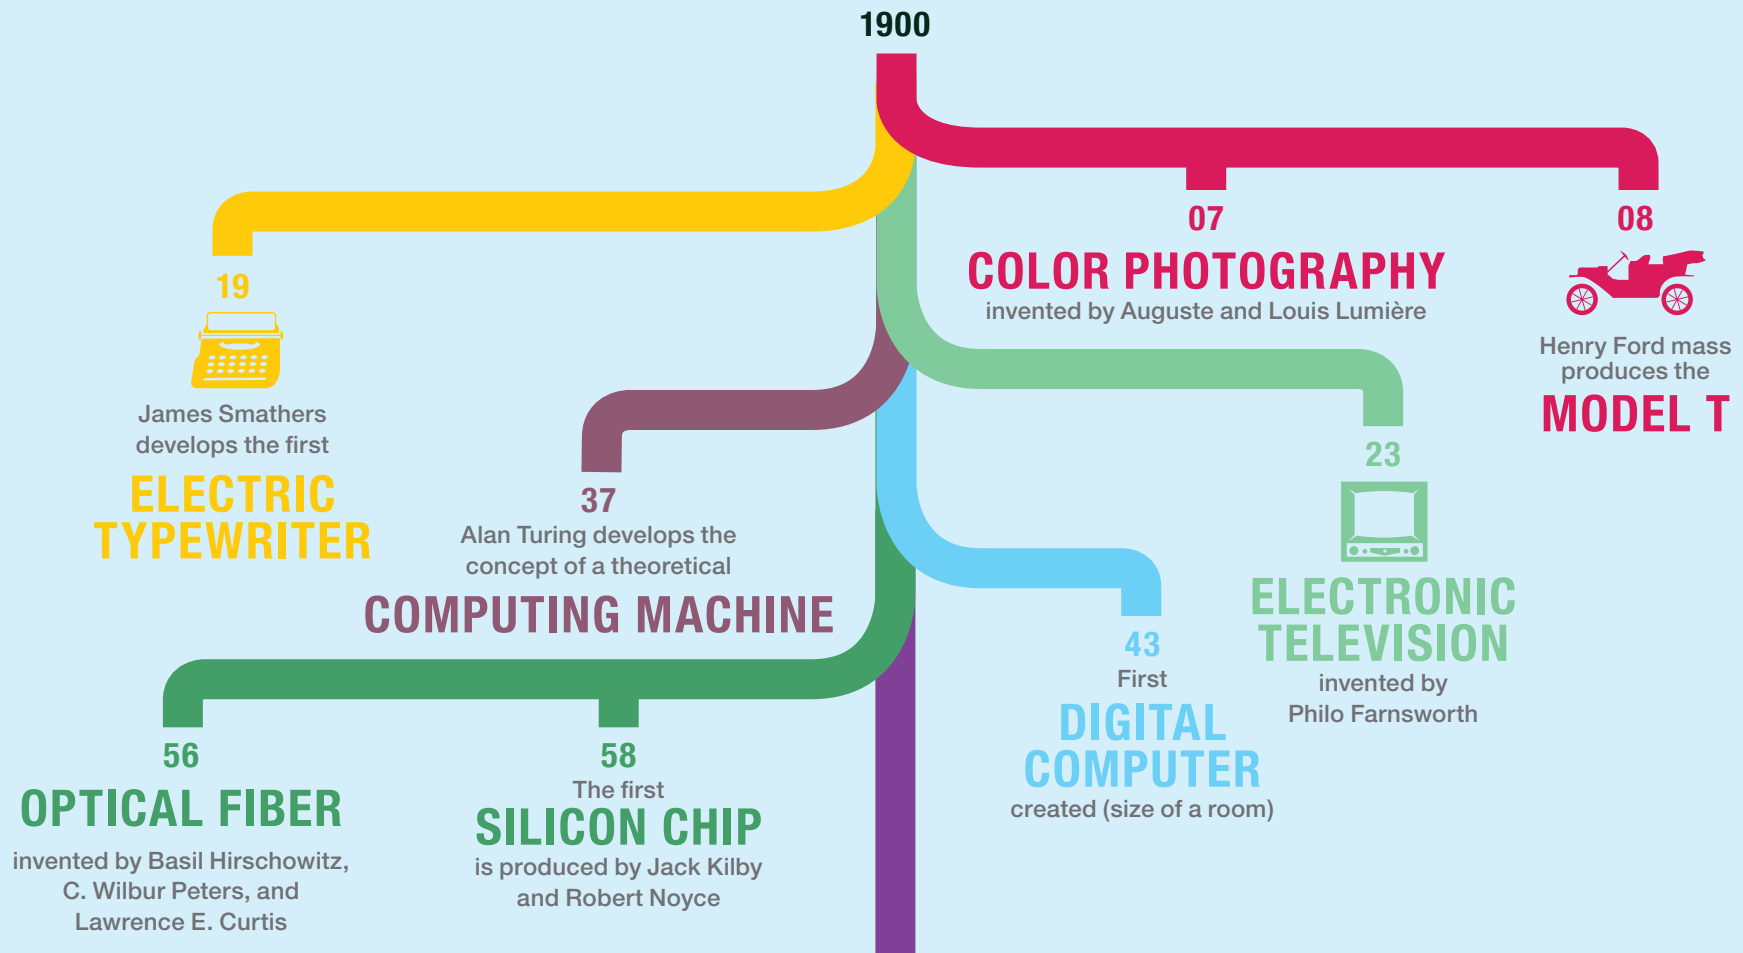 1900
07
COLOR PHOTOGRAPHY
invented by Auguste and Louis Lumière
08
Henry Ford mass
produces the
MODEL T
19
James Smathers
develops the first
ELECTRIC
TYPEWRITER
23
ELECTRONIC
TELEVISION
invented by
Philo Farnsworth
37
Alan Turing develops the
concept of a theoretical
COMPUTING MACHINE
43
First
DIGITAL
COMPUTER
created (size of a room)
56
OPTICAL FIBER
invented by Basil Hirschowitz,
C. Wilbur Peters, and
Lawrence E. Curtis
58
The first
SILICON CHIP
is produced by Jack Kilby
and Robert Noyce